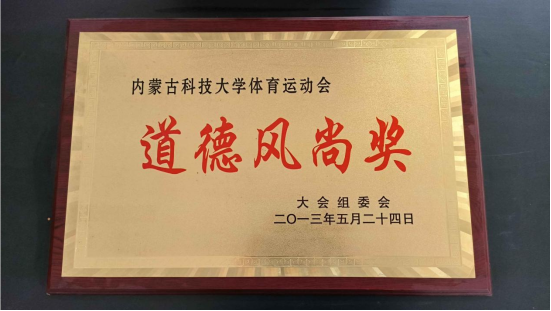 内蒙古科技大学体育运动会
道德风尚奖
大会组委会
二〇一三年五月二十四日